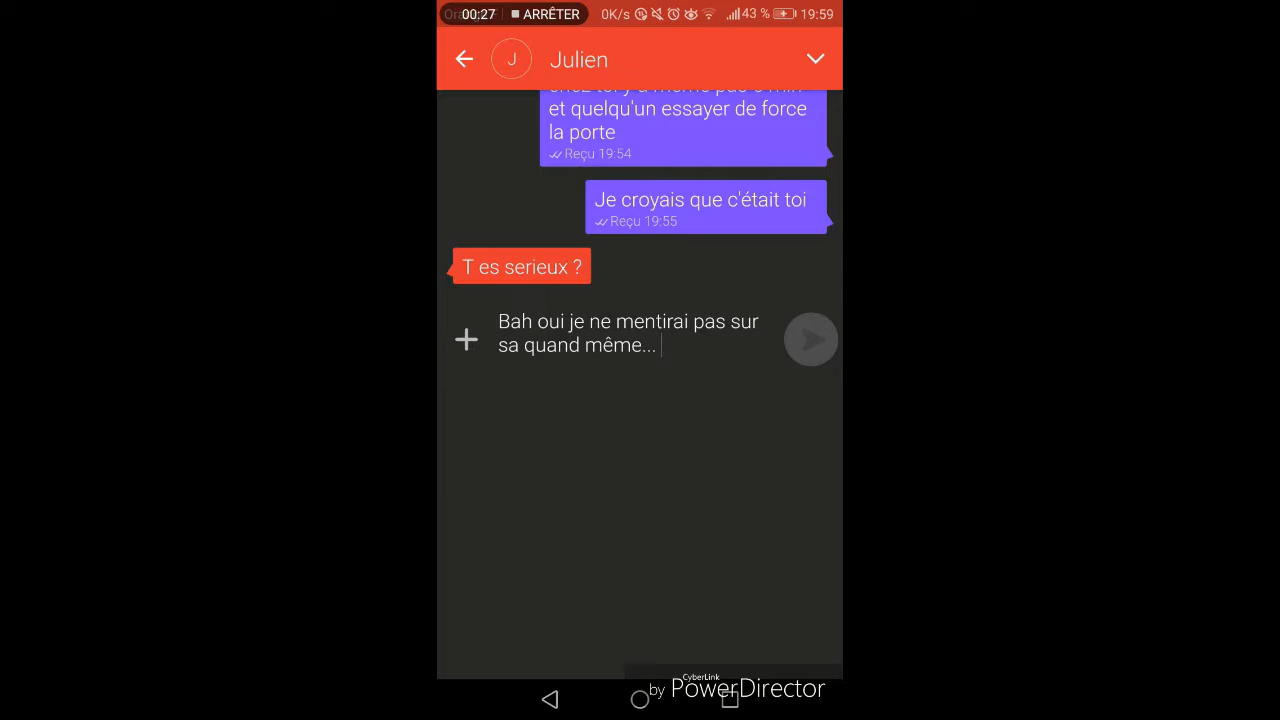 00:27 ARRÊTER 0K/s 43 % 19:59
J Julien
et quelqu'un essayer de force
la porte
Reçu 19:54
Je croyais que c'était toi
Reçu 19:55
T es serieux ?
Bah oui je ne mentirai pas sur
sa quand même...
CyberLink
by PowerDirector